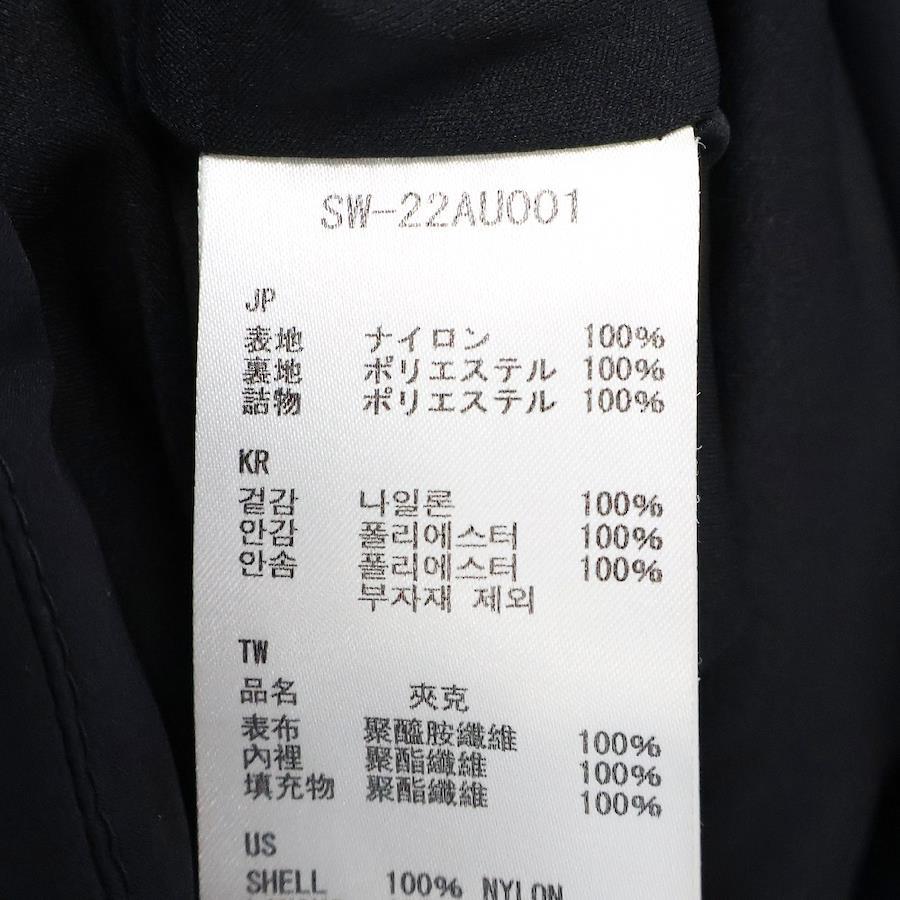 SW-22AU001
JP
表地 ナイロン 100%
裏地 ポリエステル 100%
詰物 ポリエステル 100%
KR
겉감 나일론 100%
안감 폴리에스터 100%
안솜 폴리에스터 100%
부자재 제외
TW
品名 夾克
表布 聚醯胺纖維 100%
內裡 聚酯纖維 100%
填充物 聚酯纖維 100%
US
SHELL 100% NYLON